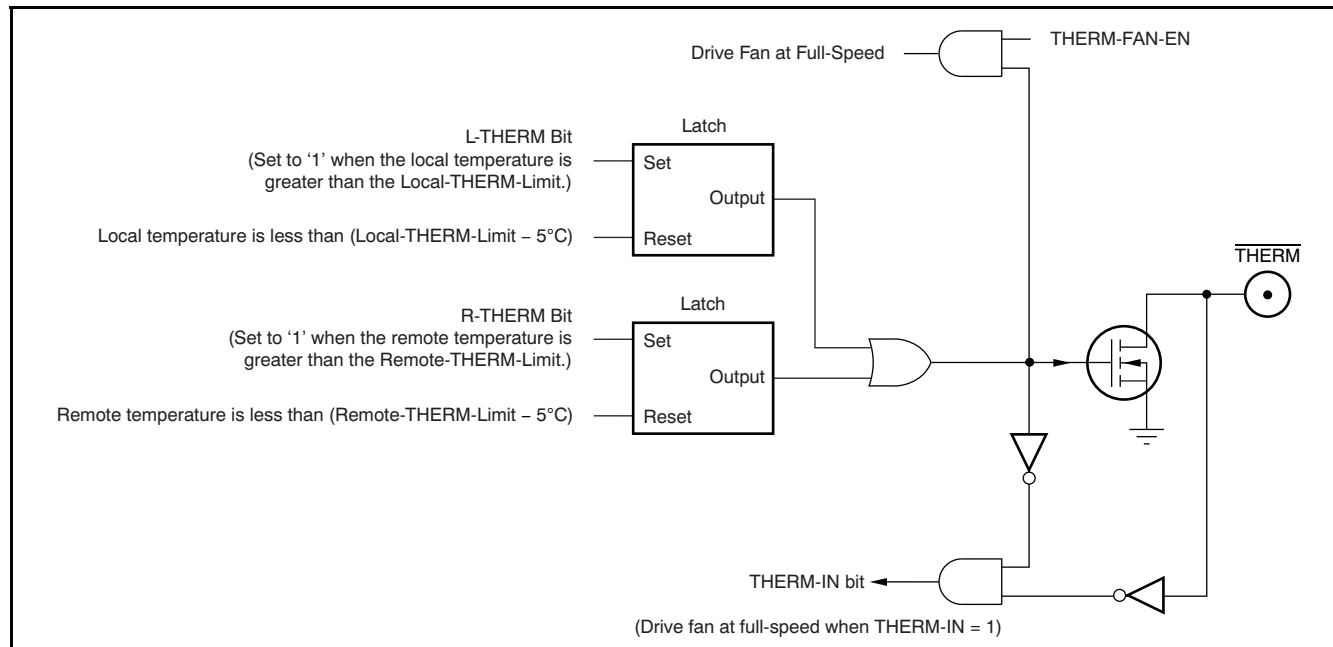 Drive Fan at Full-Speed
THERM-FAN-EN
L-THERM Bit
(Set to ‘1’ when the local temperature is
greater than the Local-THERM-Limit.)
Local temperature is less than (Local-THERM-Limit – 5°C)
Latch
Set
Output
Reset
THERM
R-THERM Bit
(Set to ‘1’ when the remote temperature is
greater than the Remote-THERM-Limit.)
Remote temperature is less than (Remote-THERM-Limit – 5°C)
Latch
Set
Output
Reset
THERM-IN bit
(Drive fan at full-speed when THERM-IN = 1)